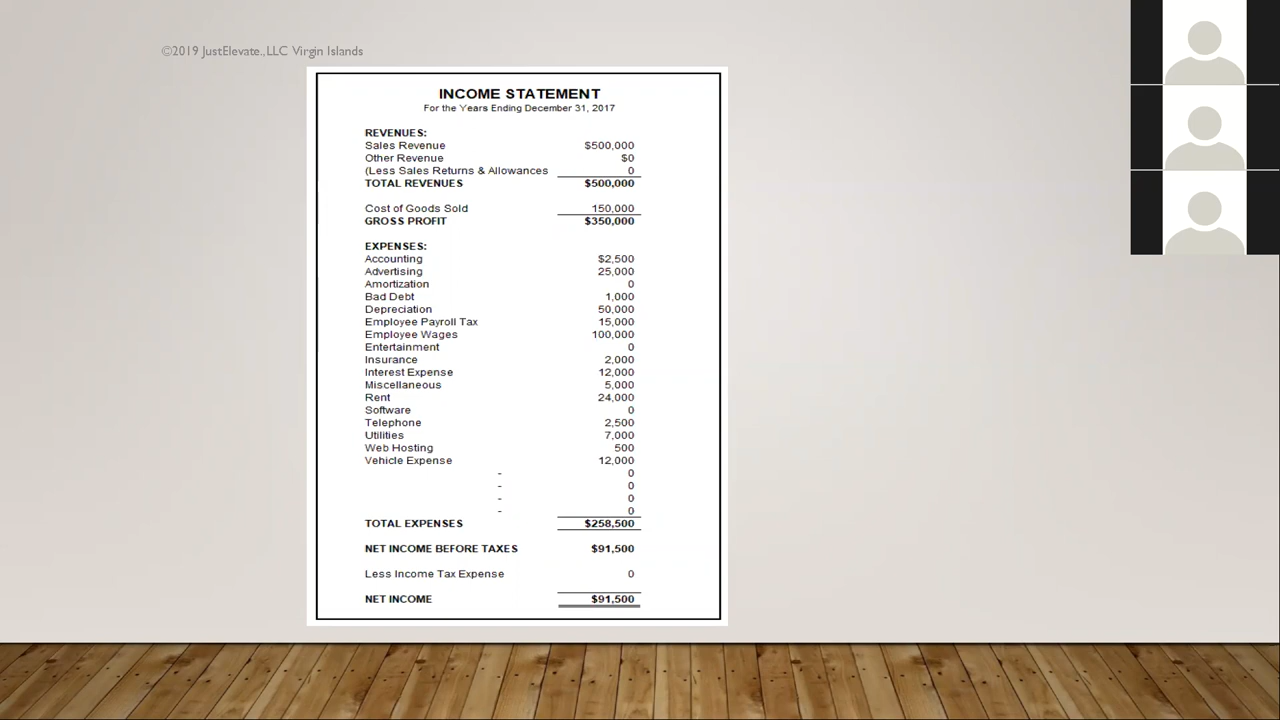 ©2019 JustElevate.,LLC Virgin Islands
INCOME STATEMENT
For the Years Ending December 31, 2017
REVENUES:
Sales Revenue $500,000
Other Revenue $0
(Less Sales Returns & Allowances 0
TOTAL REVENUES $500,000
Cost of Goods Sold 150,000
GROSS PROFIT $350,000
EXPENSES:
Accounting $2,500
Advertising 25,000
Amortization 0
Bad Debt 1,000
Depreciation 50,000
Employee Payroll Tax 15,000
Employee Wages 100,000
Entertainment 0
Insurance 2,000
Interest Expense 12,000
Miscellaneous 5,000
Rent 24,000
Software 0
Telephone 2,500
Utilities 7,000
Web Hosting 500
Vehicle Expense 12,000
- 0
- 0
- 0
- 0
TOTAL EXPENSES $258,500
NET INCOME BEFORE TAXES $91,500
Less Income Tax Expense 0
NET INCOME $91,500